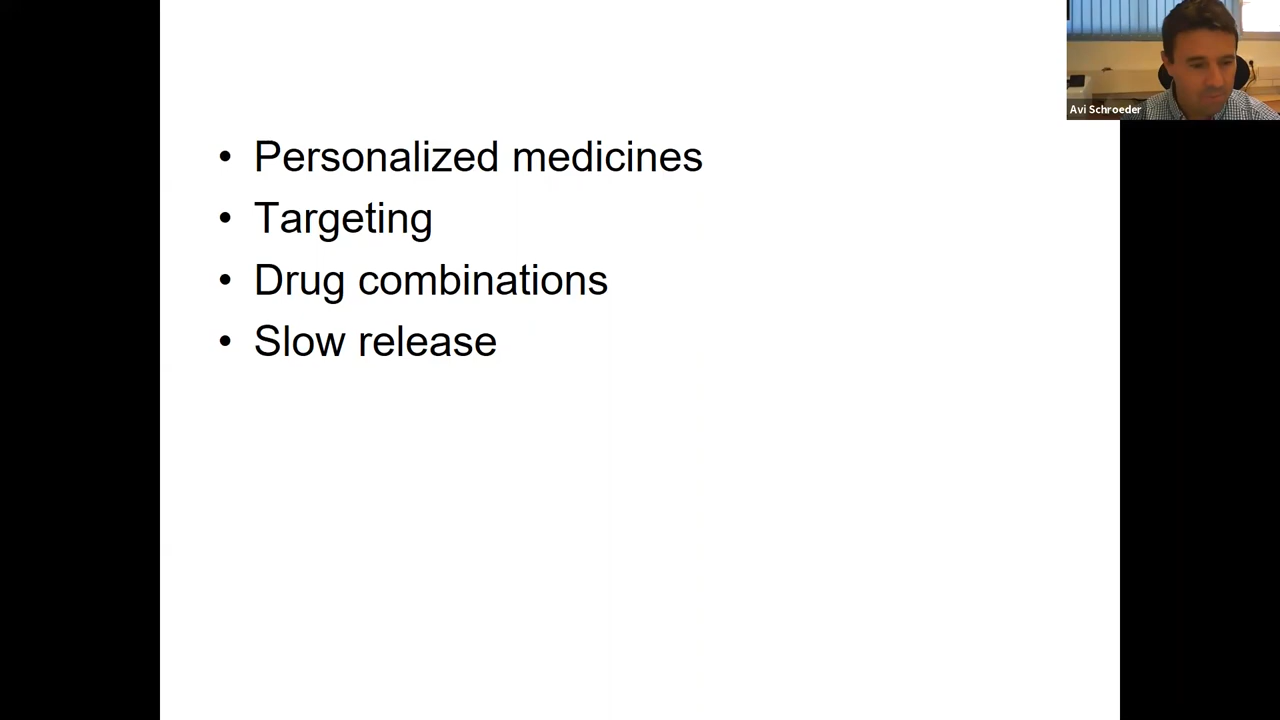 • Personalized medicines
• Targeting
• Drug combinations
• Slow release
Avi Schroeder